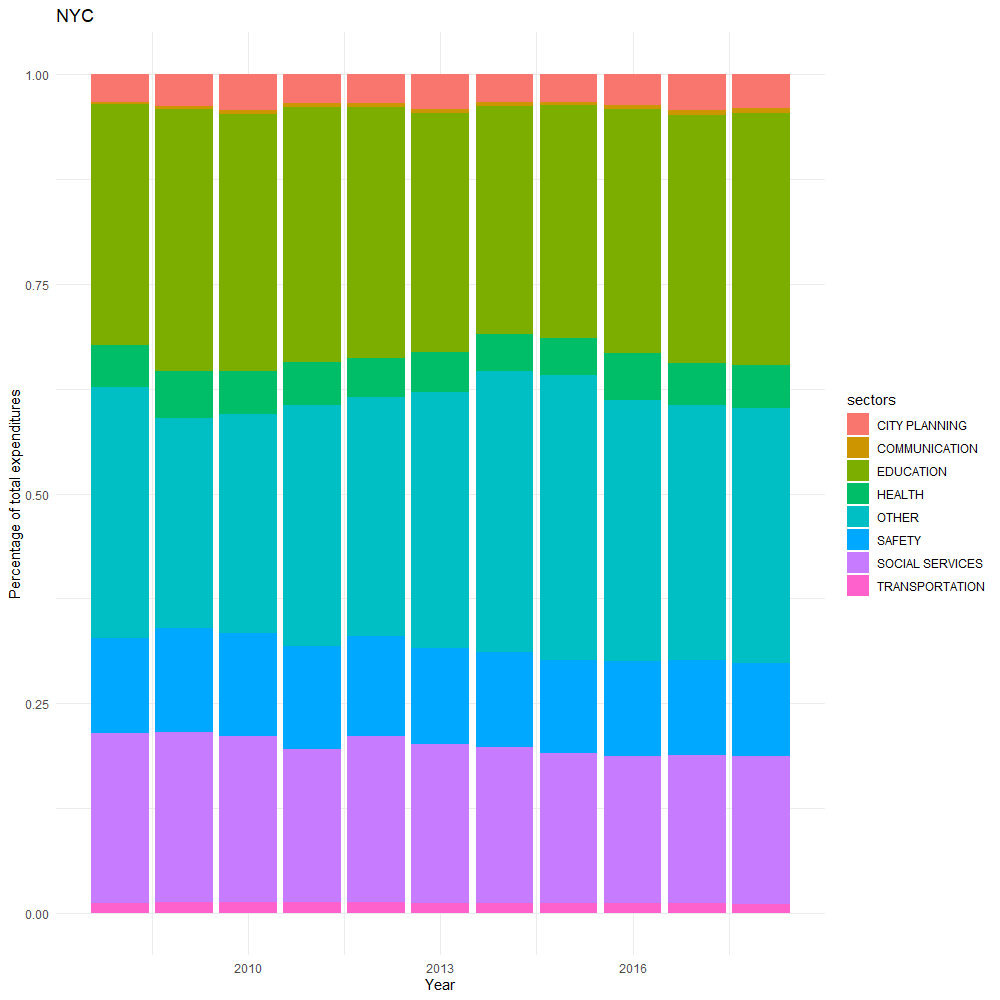 NYC
1.00
0.75
0.50
0.25
0.00
Percentage of total expenditures
2010
2013
2016
Year
sectors
CITY PLANNING
COMMUNICATION
EDUCATION
HEALTH
OTHER
SAFETY
SOCIAL SERVICES
TRANSPORTATION